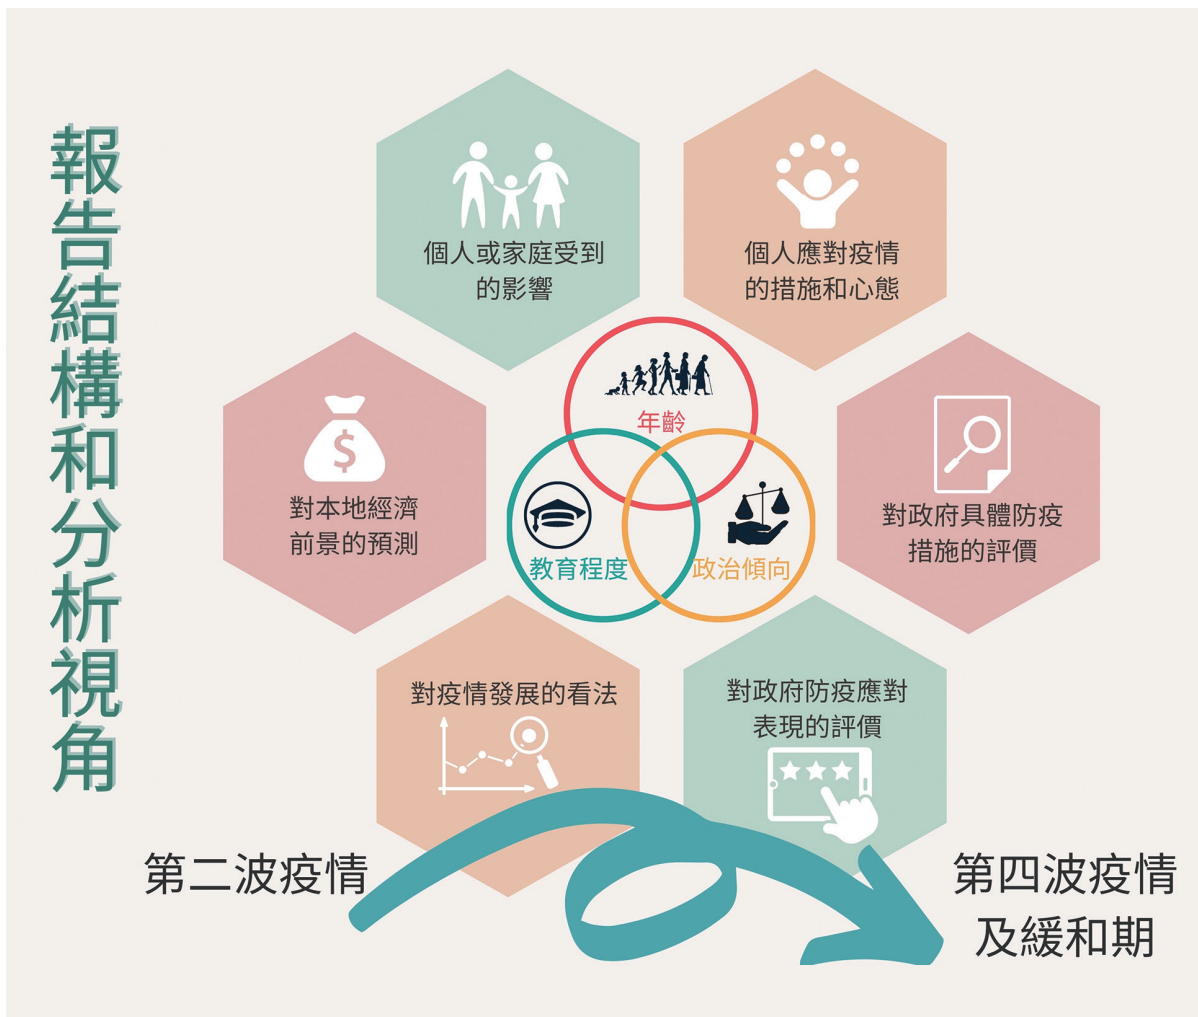 報告結構和分析視角
個人或家庭受到
的影響
個人應對疫情
的措施和心態
對本地經濟
前景的預測
年齡
教育程度
政治傾向
對政府具體防疫
措施的評價
對疫情發展的看法
對政府防疫應對
表現的評價
第二波疫情
第四波疫情
及緩和期
$